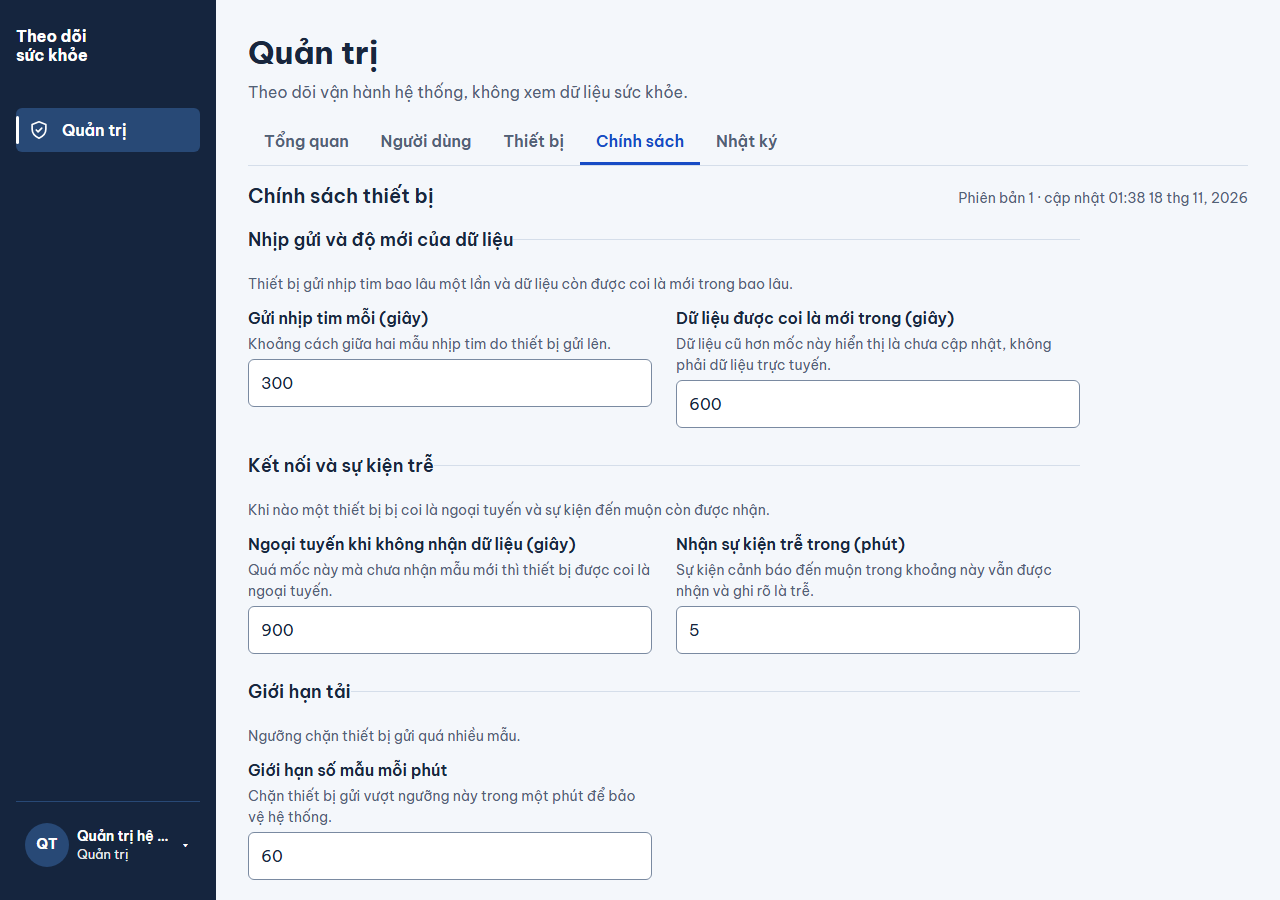 Theo dõi
sức khỏe
Quản trị
Quản trị
Theo dõi vận hành hệ thống, không xem dữ liệu sức khỏe.
Tổng quan
Người dùng
Thiết bị
Chính sách
Nhật ký
Chính sách thiết bị
Phiên bản 1 · cập nhật 01:38 18 thg 11, 2026
Nhịp gửi và độ mới của dữ liệu
Thiết bị gửi nhịp tim bao lâu một lần và dữ liệu còn được coi là mới trong bao lâu.
Gửi nhịp tim mỗi (giây)
Khoảng cách giữa hai mẫu nhịp tim do thiết bị gửi lên.
300
Dữ liệu được coi là mới trong (giây)
Dữ liệu cũ hơn mốc này hiển thị là chưa cập nhật, không
phải dữ liệu trực tuyến.
600
Kết nối và sự kiện trễ
Khi nào một thiết bị bị coi là ngoại tuyến và sự kiện đến muộn còn được nhận.
Ngoại tuyến khi không nhận dữ liệu (giây)
Quá mốc này mà chưa nhận mẫu mới thì thiết bị được coi là
ngoại tuyến.
900
Nhận sự kiện trễ trong (phút)
Sự kiện cảnh báo đến muộn trong khoảng này vẫn được
nhận và ghi rõ là trễ.
5
Giới hạn tải
Ngưỡng chặn thiết bị gửi quá nhiều mẫu.
Giới hạn số mẫu mỗi phút
Chặn thiết bị gửi vượt ngưỡng này trong một phút để bảo
vệ hệ thống.
60
QT
Quản trị hệ ...
Quản trị